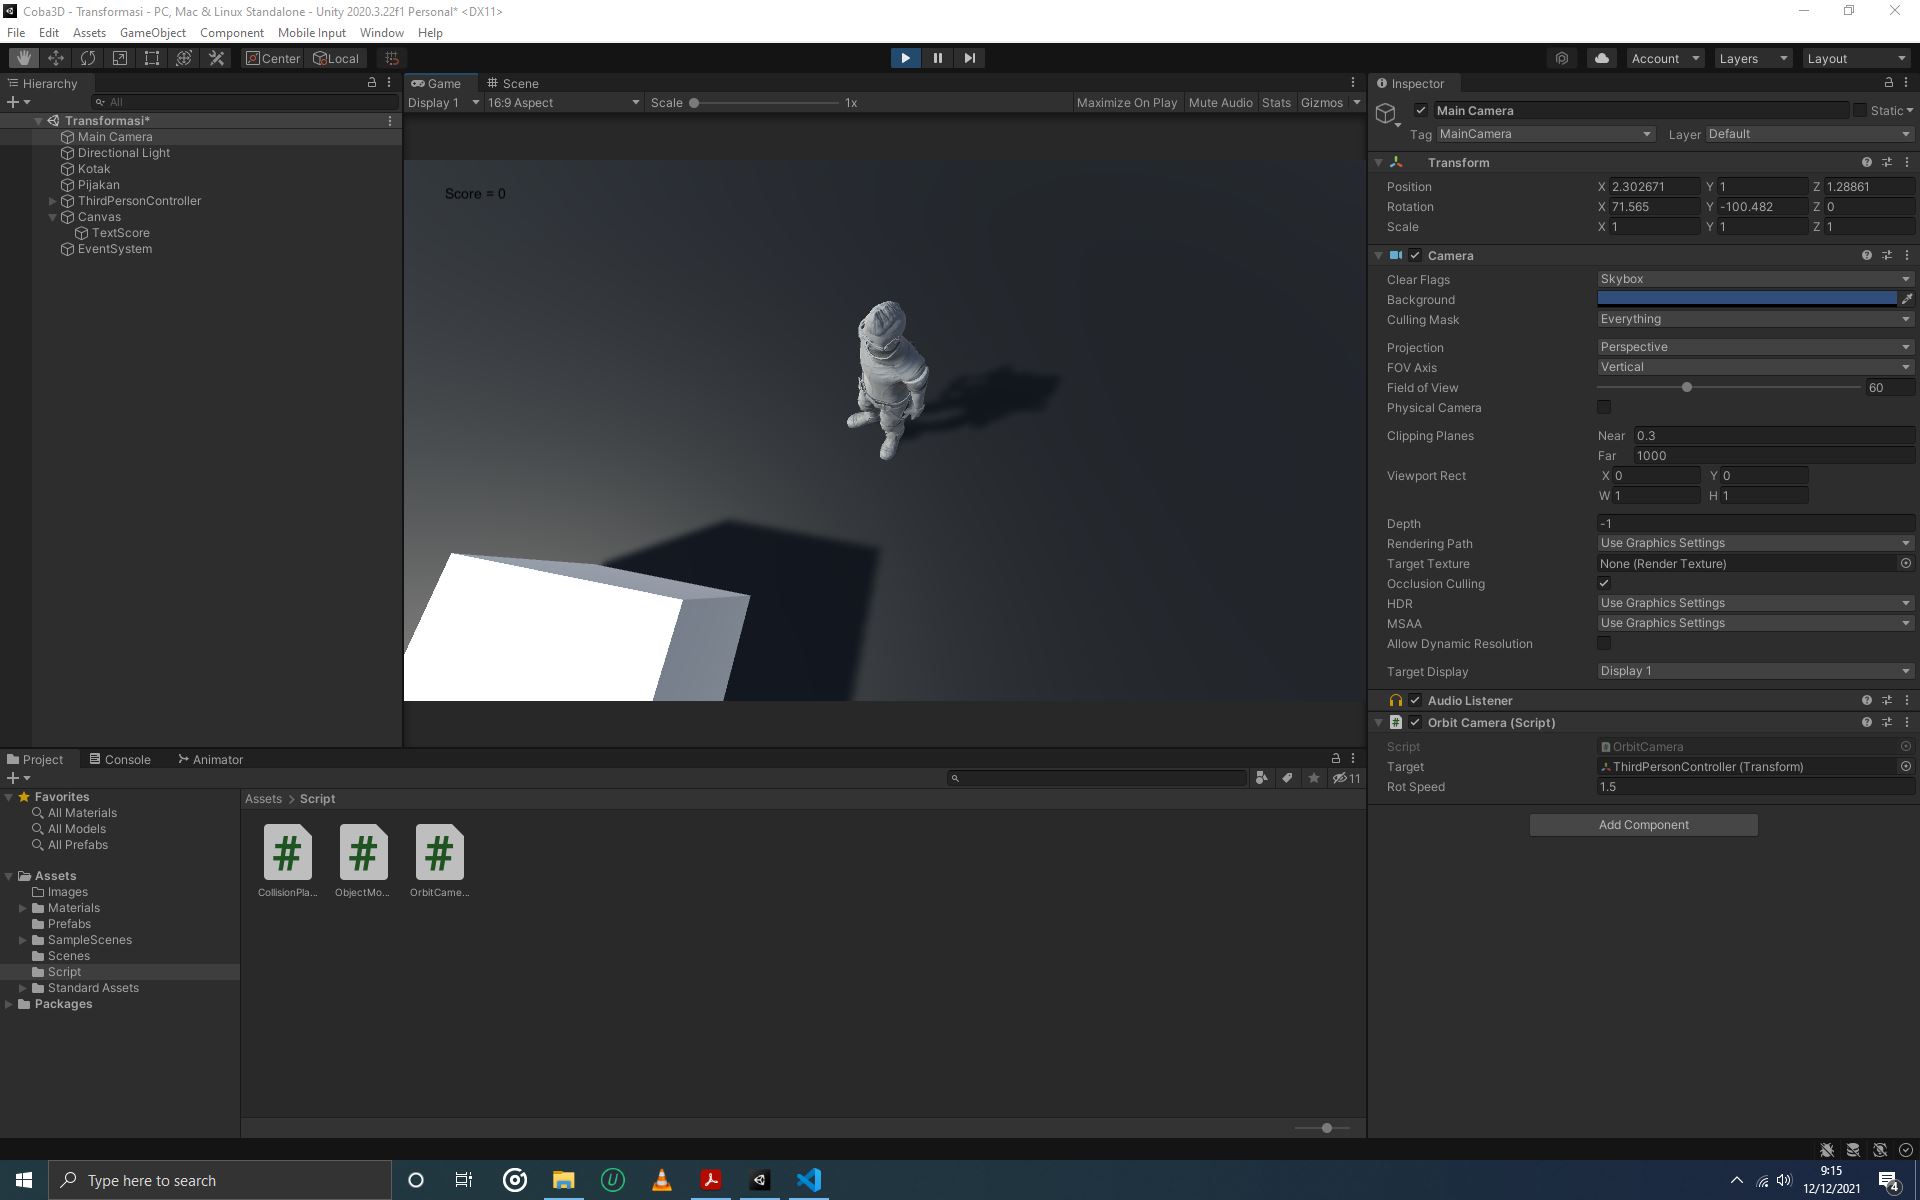 Coba3D - Transformasi - PC, Mac & Linux Standalone - Unity 2020.3.22f1 Personal* <DX11>
File Edit Assets GameObject Component Mobile Input Window Help
Center Local
Account Layers Layout
Hierarchy
All
Transformasi*
Main Camera
Directional Light
Kotak
Pijakan
ThirdPersonController
Canvas
TextScore
EventSystem
Game Scene
Display 1 16:9 Aspect Scale 1x Maximize On Play Mute Audio Stats Gizmos
Score = 0
Inspector
Main Camera Static
Tag MainCamera Layer Default
Transform
Position X 2.302671 Y 1 Z 1.28861
Rotation X 71.565 Y -100.482 Z 0
Scale X 1 Y 1 Z 1
Camera
Clear Flags Skybox
Background
Culling Mask Everything
Projection Perspective
FOV Axis Vertical
Field of View 60
Physical Camera
Clipping Planes Near 0.3
Far 1000
Viewport Rect X 0 Y 0
W 1 H 1
Depth -1
Rendering Path Use Graphics Settings
Target Texture None (Render Texture)
Occlusion Culling
HDR Use Graphics Settings
MSAA Use Graphics Settings
Allow Dynamic Resolution
Target Display Display 1
Audio Listener
# Orbit Camera (Script)
Script OrbitCamera
Target ThirdPersonController (Transform)
Rot Speed 1.5
Add Component
Project Console Animator
11
Favorites
All Materials
All Models
All Prefabs
Assets
Images
Materials
Prefabs
SampleScenes
Scenes
Script
Standard Assets
Packages
Assets > Script
# # #
CollisionPla... ObjectMo... OrbitCame...
Type here to search
9:15
12/12/2021
4